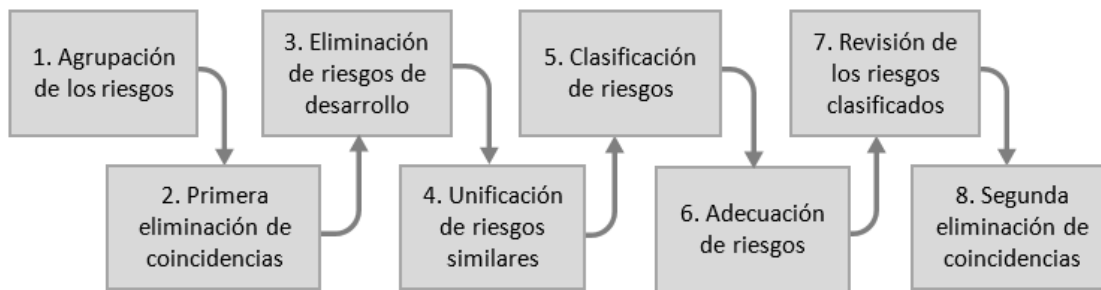 1. Agrupación
de los riesgos
2. Primera
eliminación de
coincidencias
3. Eliminación
de riesgos de
desarrollo
4. Unificación
de riesgos
similares
5. Clasificación
de riesgos
6. Adecuación
de riesgos
7. Revisión de
los riesgos
clasificados
8. Segunda
eliminación de
coincidencias